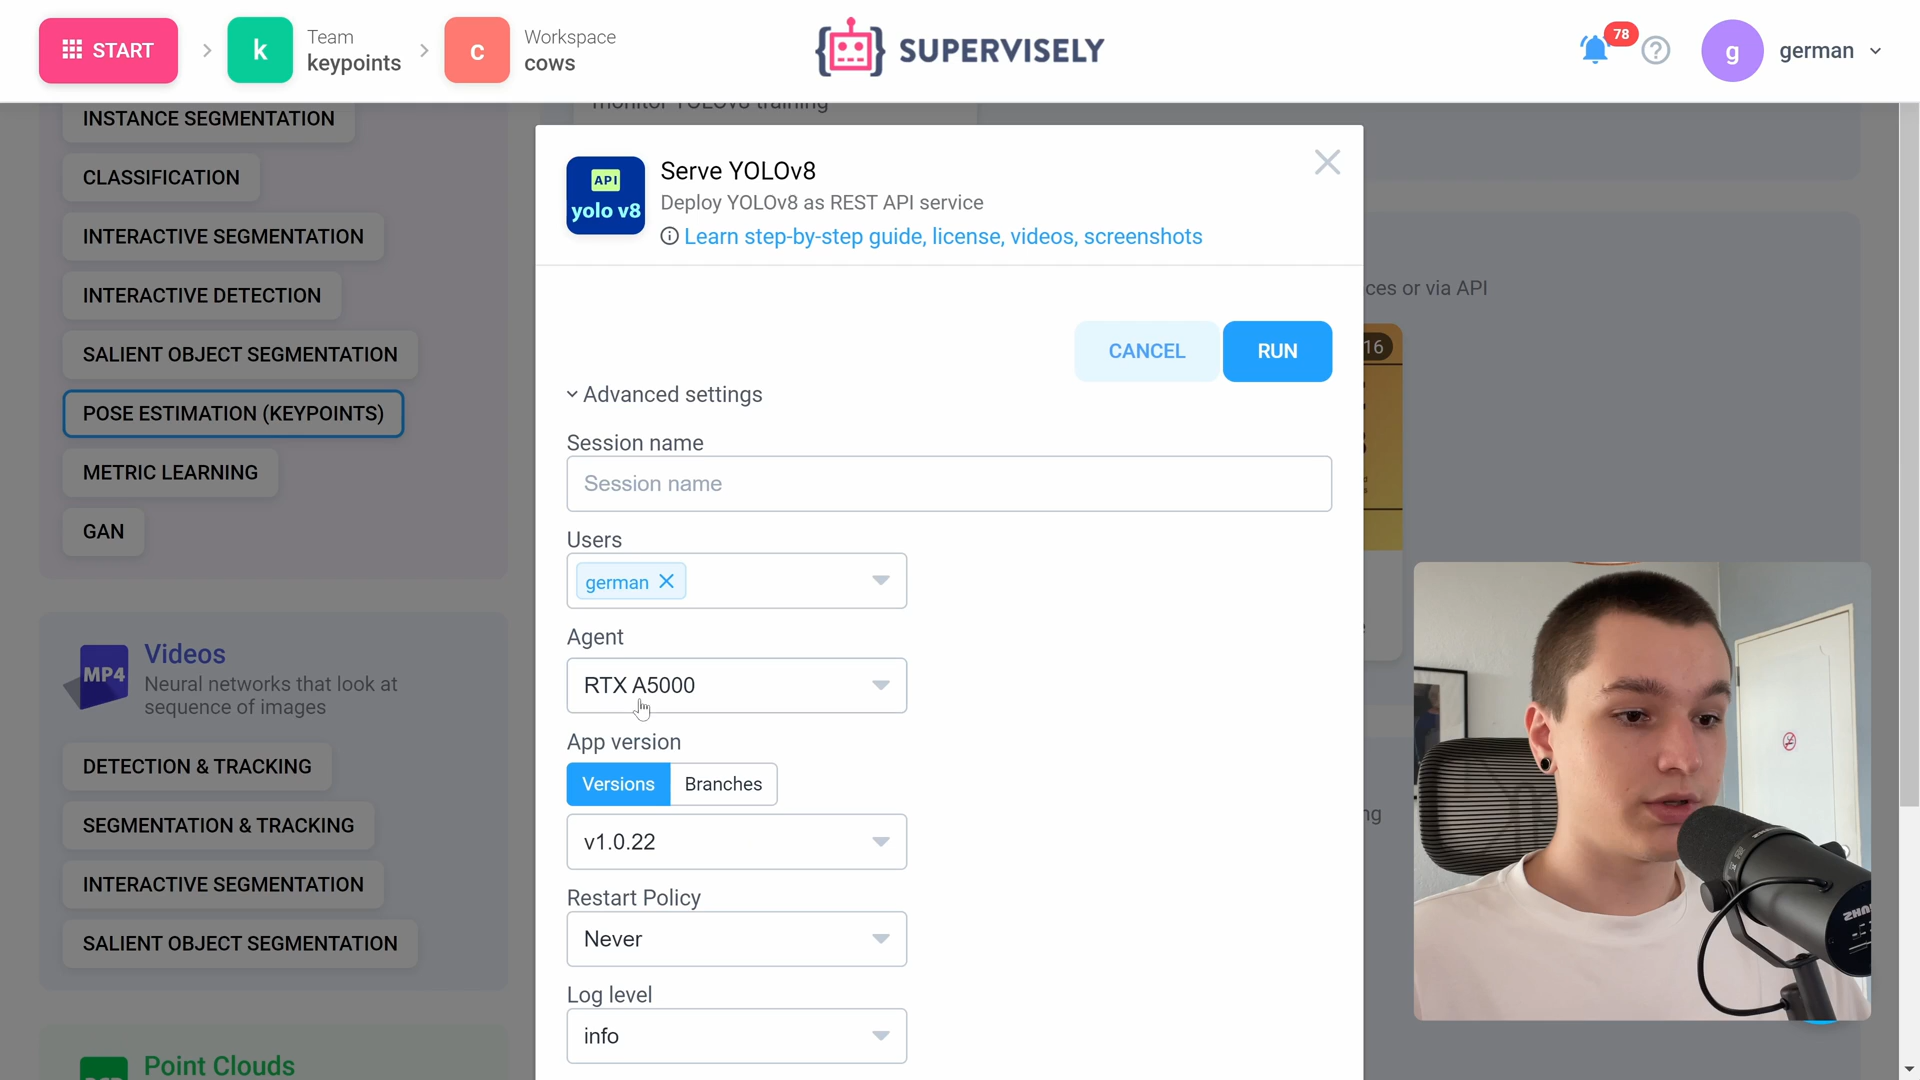 START
k
Team
keypoints
c
Workspace
cows
SUPERVISELY
78
?
g
german
monitor YOLOv8 training
INSTANCE SEGMENTATION
CLASSIFICATION
INTERACTIVE SEGMENTATION
INTERACTIVE DETECTION
SALIENT OBJECT SEGMENTATION
POSE ESTIMATION (KEYPOINTS)
METRIC LEARNING
GAN
MP4
Videos
Neural networks that look at
sequence of images
DETECTION & TRACKING
SEGMENTATION & TRACKING
INTERACTIVE SEGMENTATION
SALIENT OBJECT SEGMENTATION
Point Clouds
API
yolo v8
Serve YOLOv8
Deploy YOLOv8 as REST API service
Learn step-by-step guide, license, videos, screenshots
CANCEL
RUN
Advanced settings
Session name
Session name
Users
german
Agent
RTX A5000
App version
Versions
Branches
v1.0.22
Restart Policy
Never
Log level
info
ces or via API
16
ng